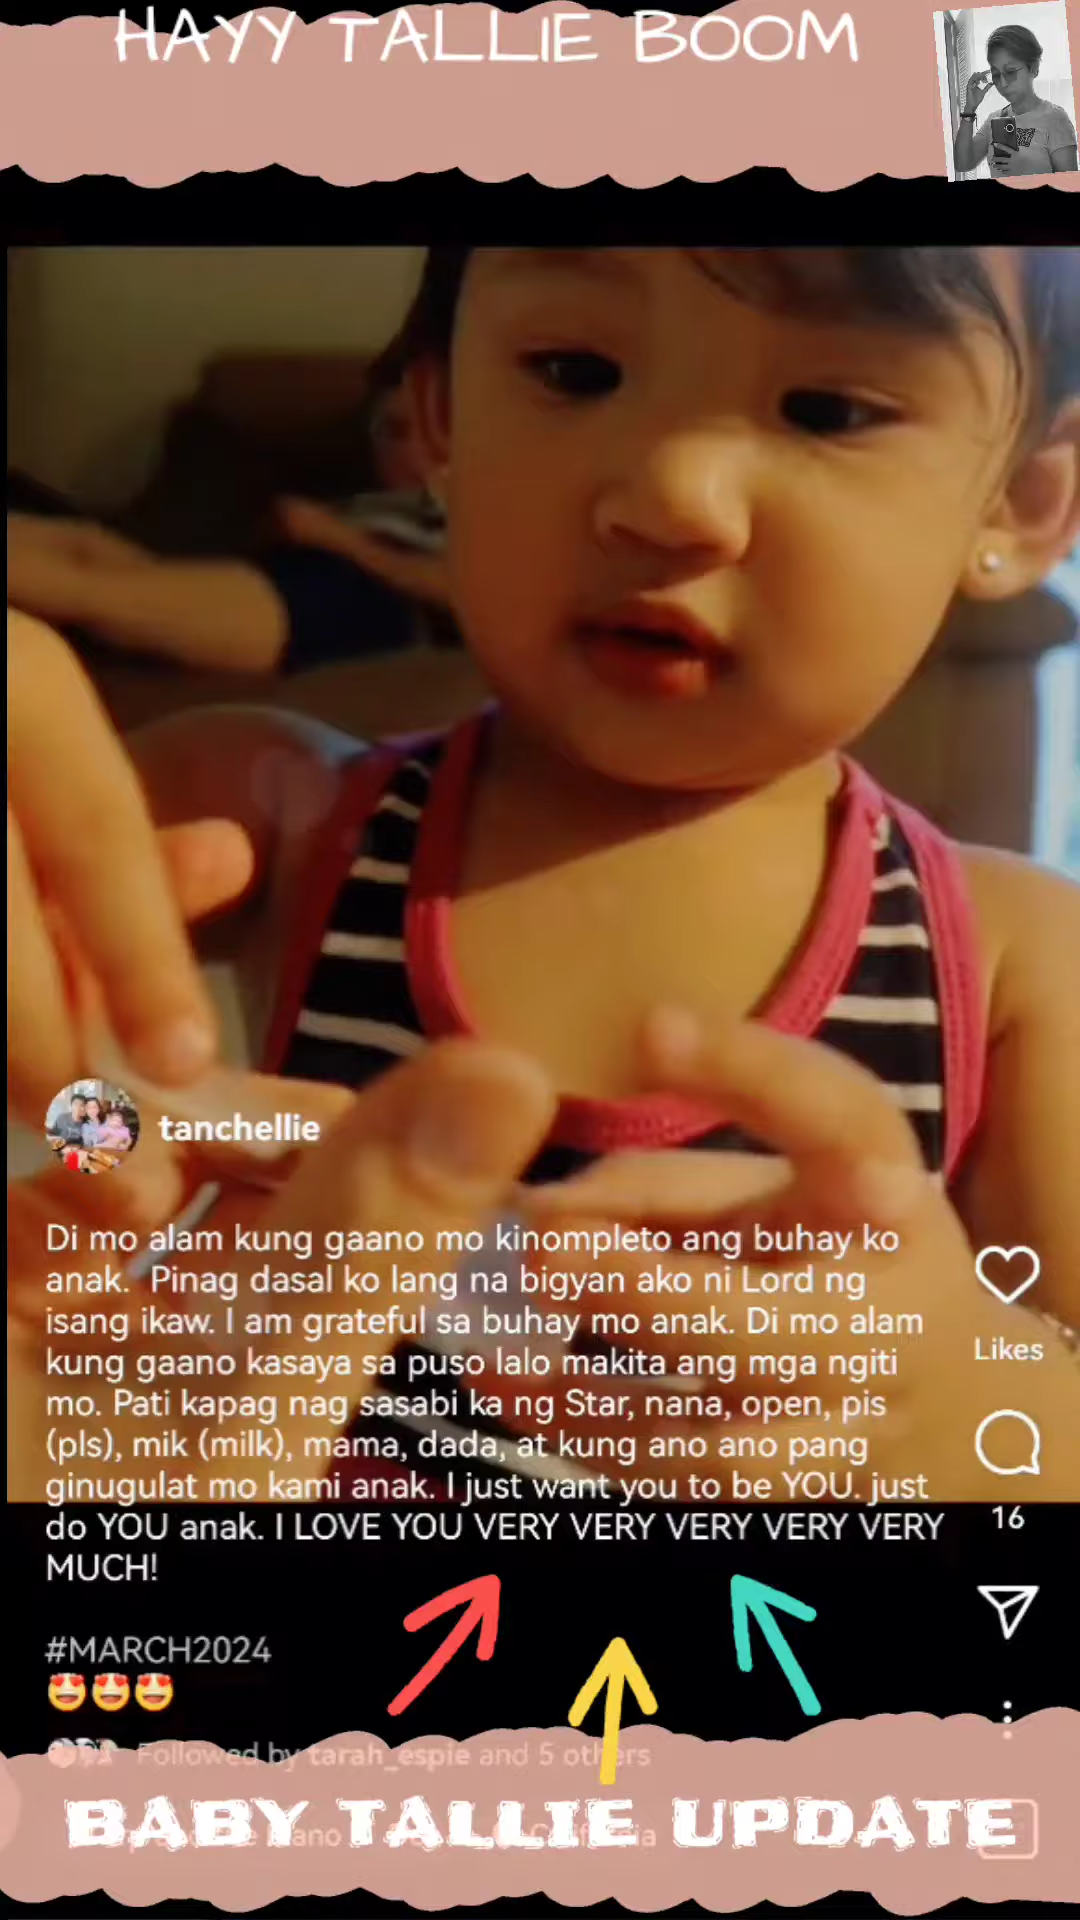 HAYY TALLIE BOOM
tanchellie
Di mo alam kung gaano mo kinompleto ang buhay ko
anak. Pinag dasal ko lang na bigyan ako ni Lord ng
isang ikaw. I am grateful sa buhay mo anak. Di mo alam
kung gaano kasaya sa puso lalo makita ang mga ngiti
mo. Pati kapag nag sasabi ka ng Star, nana, open, pis
(pls), mik (milk), mama, dada, at kung ano ano pang
ginugulat mo kami anak. I just want you to be YOU. just
do YOU anak. I LOVE YOU VERY VERY VERY VERY VERY
MUCH!
Likes
16
#MARCH2024
😍😍😍
Followed by tarah_espie and 5 others
BABY TALLIE UPDATE